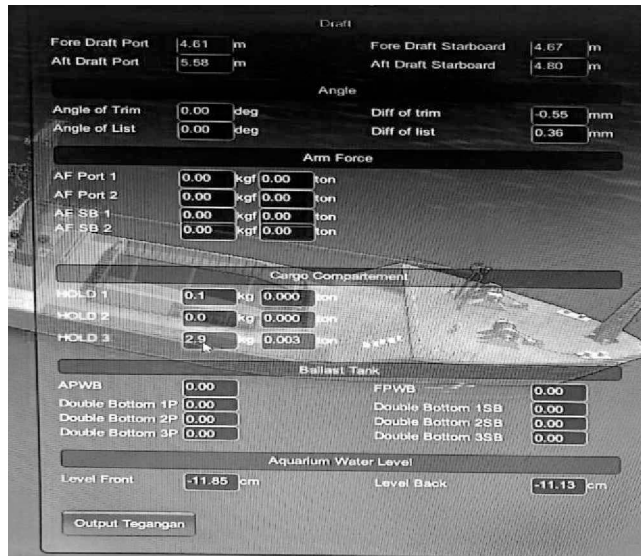 Draft
Fore Draft Port 4.61 m Fore Draft Starboard 4.67 m
Aft Draft Port 5.58 m Aft Draft Starboard 4.80 m
Angle
Angle of Trim 0.00 deg Diff of trim -0.55 mm
Angle of List 0.00 deg Diff of list 0.36 mm
Arm Force
AF Port 1 0.00 kgf 0.00 ton
AF Port 2 0.00 kgf 0.00 ton
AF SB 1 0.00 kgf 0.00 ton
AF SB 2 0.00 kgf 0.00 ton
Cargo Compartement
HOLD 1 0.1 kg 0.000 ton
HOLD 2 0.0 kg 0.000 ton
HOLD 3 2.9 kg 0.003 ton
Ballast Tank
APWB 0.00 FPWB 0.00
Double Bottom 1P 0.00 Double Bottom 1SB 0.00
Double Bottom 2P 0.00 Double Bottom 2SB 0.00
Double Bottom 3P 0.00 Double Bottom 3SB 0.00
Aquarium Water Level
Level Front -11.85 cm Level Back -11.13 cm
Output Tegangan